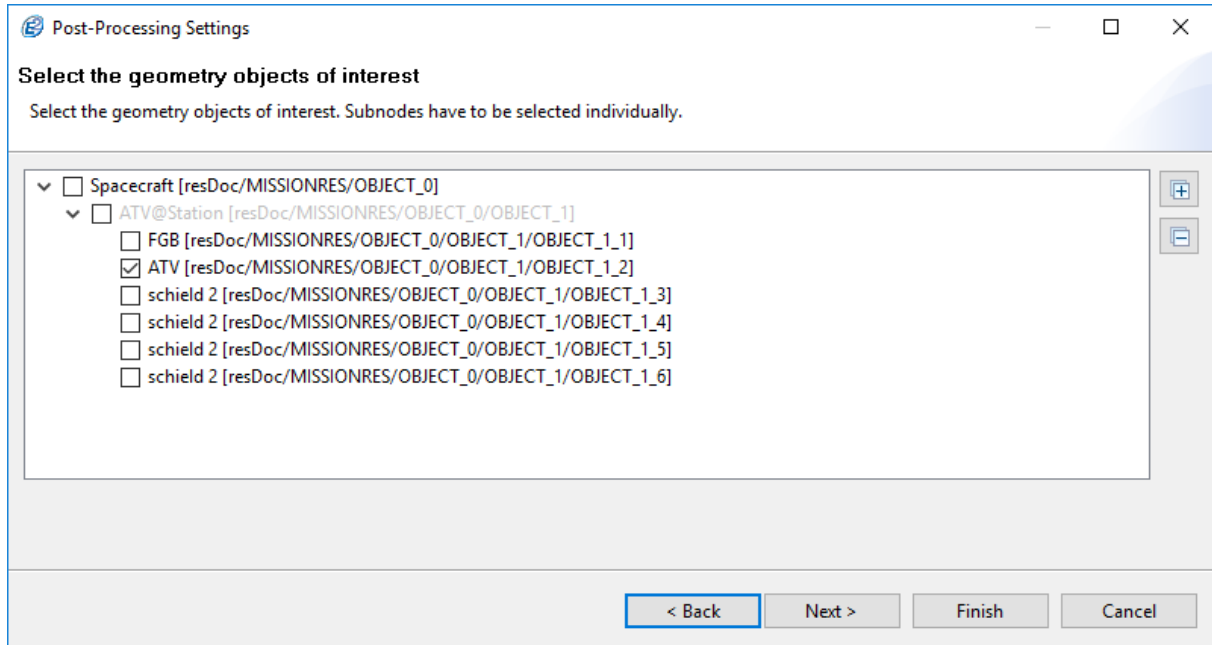 Post-Processing Settings
Select the geometry objects of interest
Select the geometry objects of interest. Subnodes have to be selected individually.
Spacecraft [resDoc/MISSIONRES/OBJECT_0]
ATV@Station [resDoc/MISSIONRES/OBJECT_0/OBJECT_1]
FGB [resDoc/MISSIONRES/OBJECT_0/OBJECT_1/OBJECT_1_1]
ATV [resDoc/MISSIONRES/OBJECT_0/OBJECT_1/OBJECT_1_2]
schield 2 [resDoc/MISSIONRES/OBJECT_0/OBJECT_1/OBJECT_1_3]
schield 2 [resDoc/MISSIONRES/OBJECT_0/OBJECT_1/OBJECT_1_4]
schield 2 [resDoc/MISSIONRES/OBJECT_0/OBJECT_1/OBJECT_1_5]
schield 2 [resDoc/MISSIONRES/OBJECT_0/OBJECT_1/OBJECT_1_6]
< Back Next > Finish Cancel